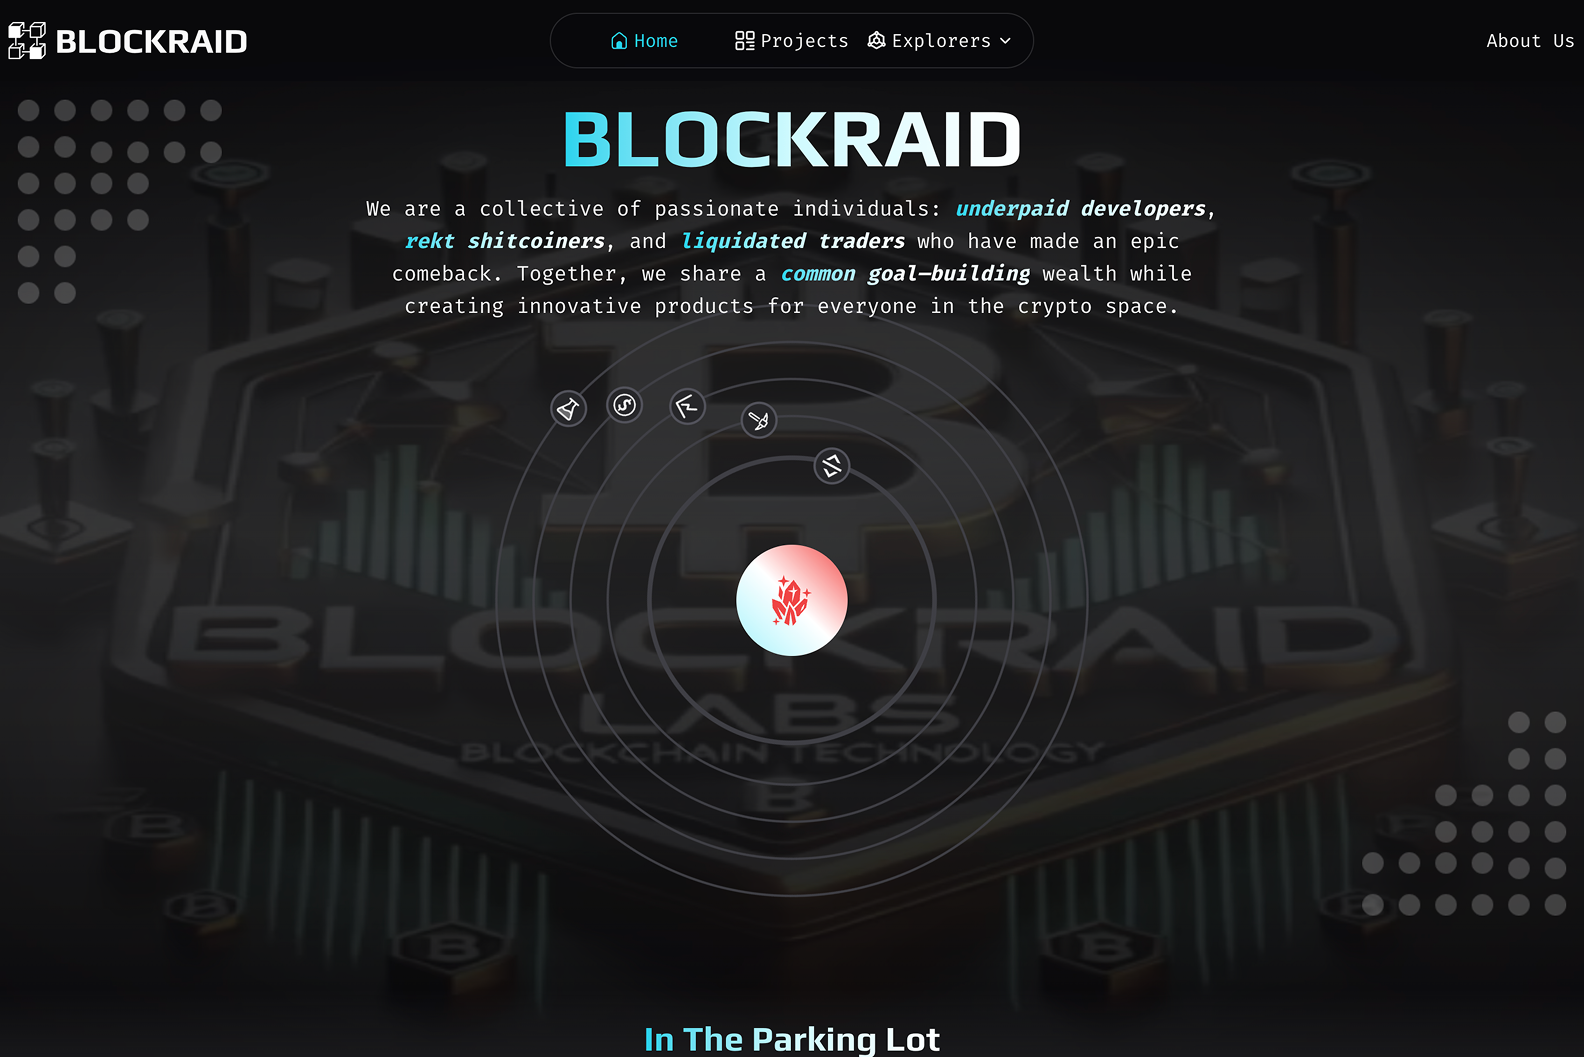 BLOCKRAID
Home
Projects
Explorers
About Us
BLOCKRAID
We are a collective of passionate individuals: underpaid developers,
rekt shitcoiners, and liquidated traders who have made an epic
comeback. Together, we share a common goal—building wealth while
creating innovative products for everyone in the crypto space.
BLOCKRAID
LABS
BLOCKCHAIN TECHNOLOGY
In The Parking Lot